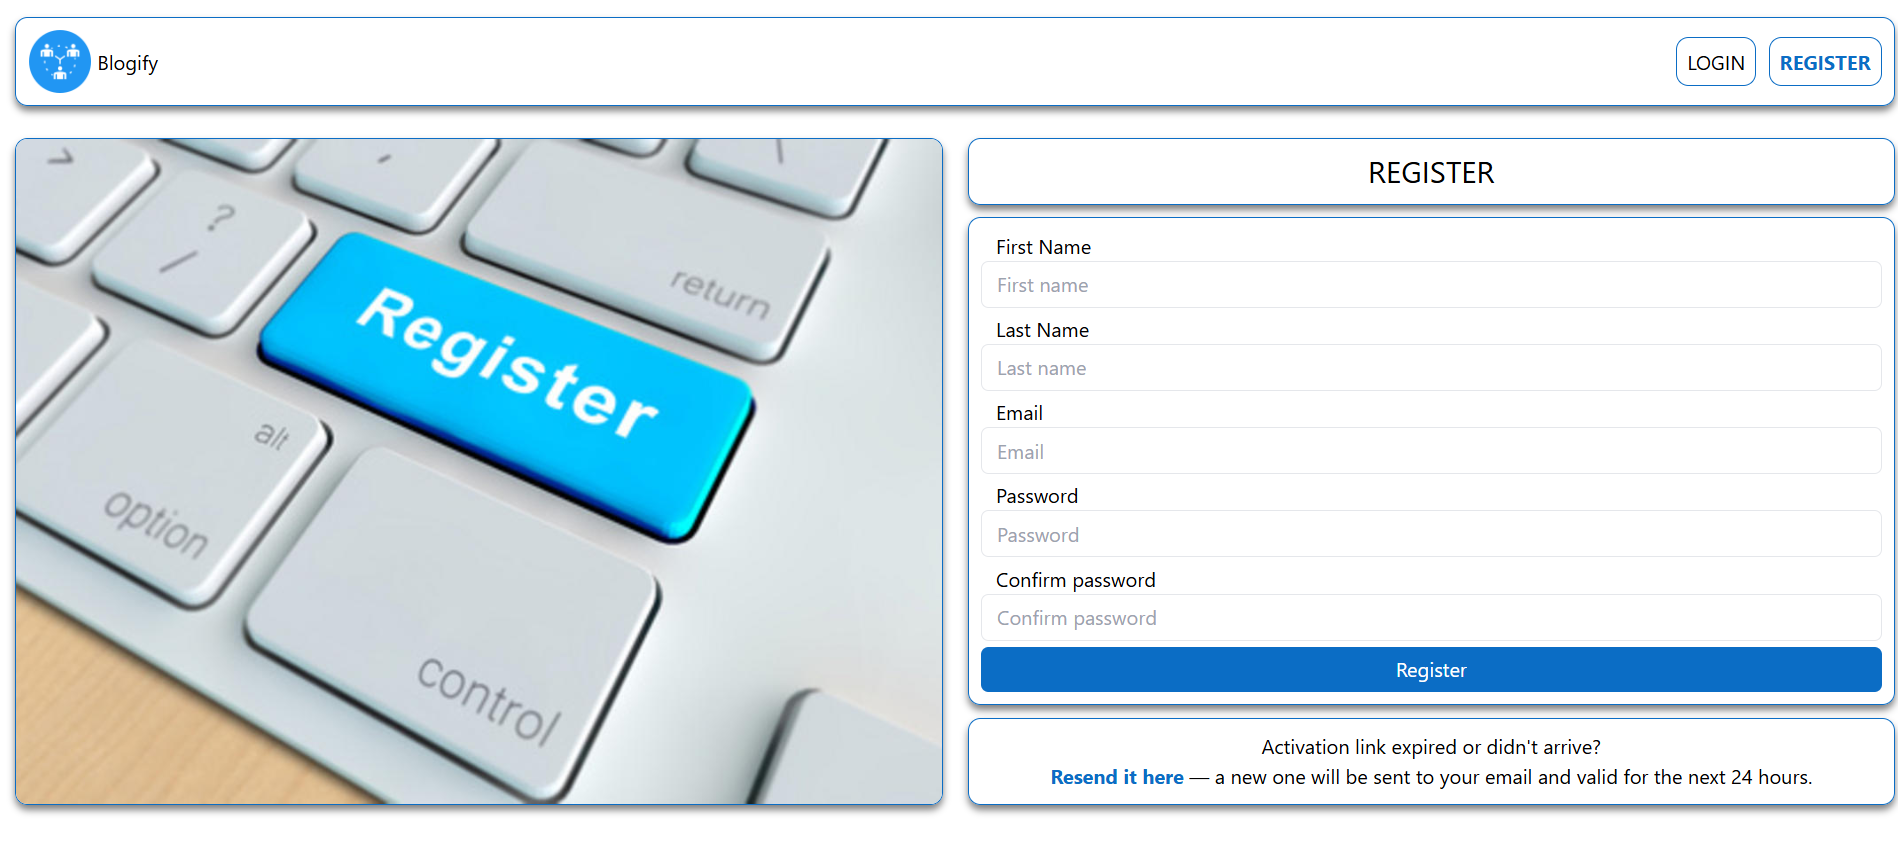 Blogify
LOGIN
REGISTER
>
,
\
?
/
return
Register
alt
option
control
REGISTER
First Name
First name
Last Name
Last name
Email
Email
Password
Password
Confirm password
Confirm password
Register
Activation link expired or didn't arrive?
Resend it here — a new one will be sent to your email and valid for the next 24 hours.